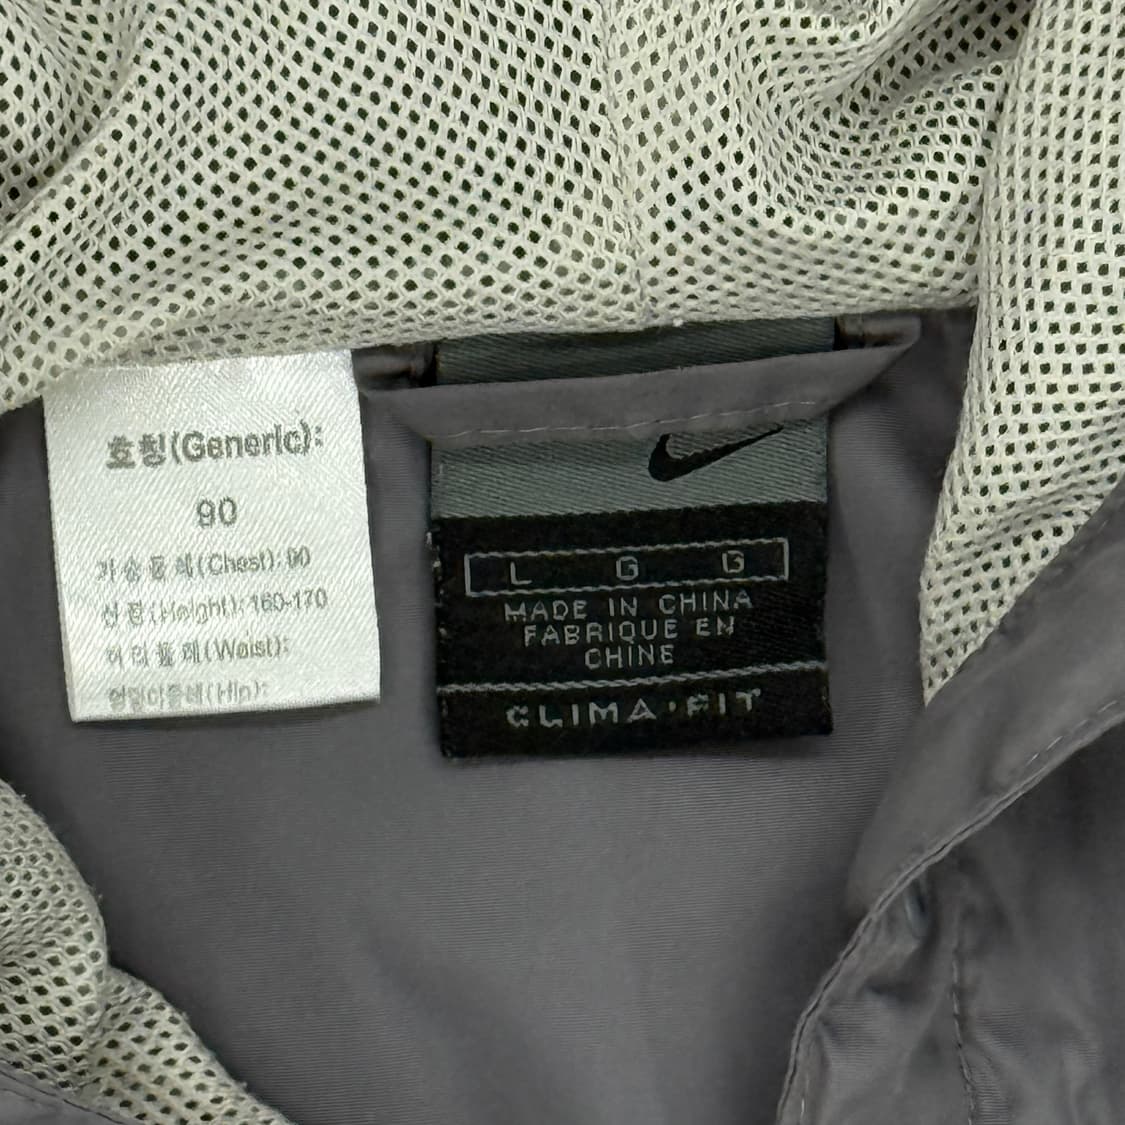 호칭(Generic):
90
가슴둘레(Chest): 90
신장(Height): 160-170
허리둘레(Waist):
엉덩이둘레(Hip):
L G G
MADE IN CHINA
FABRIQUE EN
CHINE
CLIMA·FIT